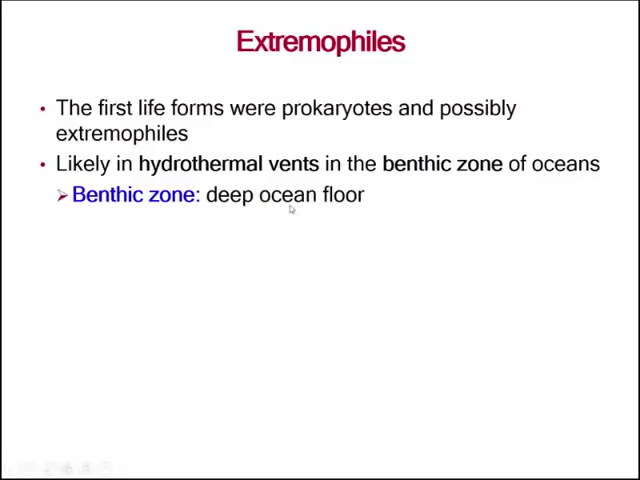 Extremophiles
• The first life forms were prokaryotes and possibly
extremophiles
• Likely in hydrothermal vents in the benthic zone of oceans
➢ Benthic zone: deep ocean floor